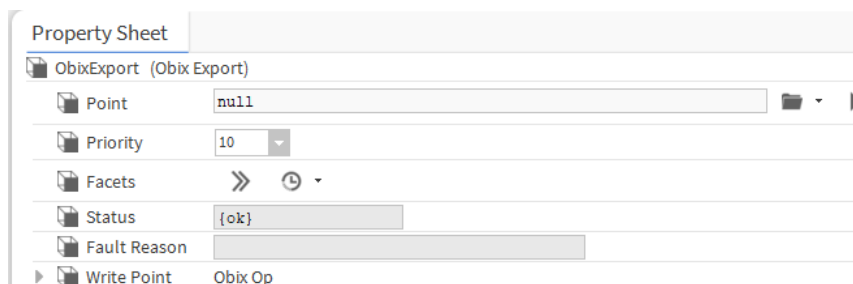 Property Sheet
ObixExport (Obix Export)
Point null
Priority 10
Facets
Status {ok}
Fault Reason
Write Point Obix Op